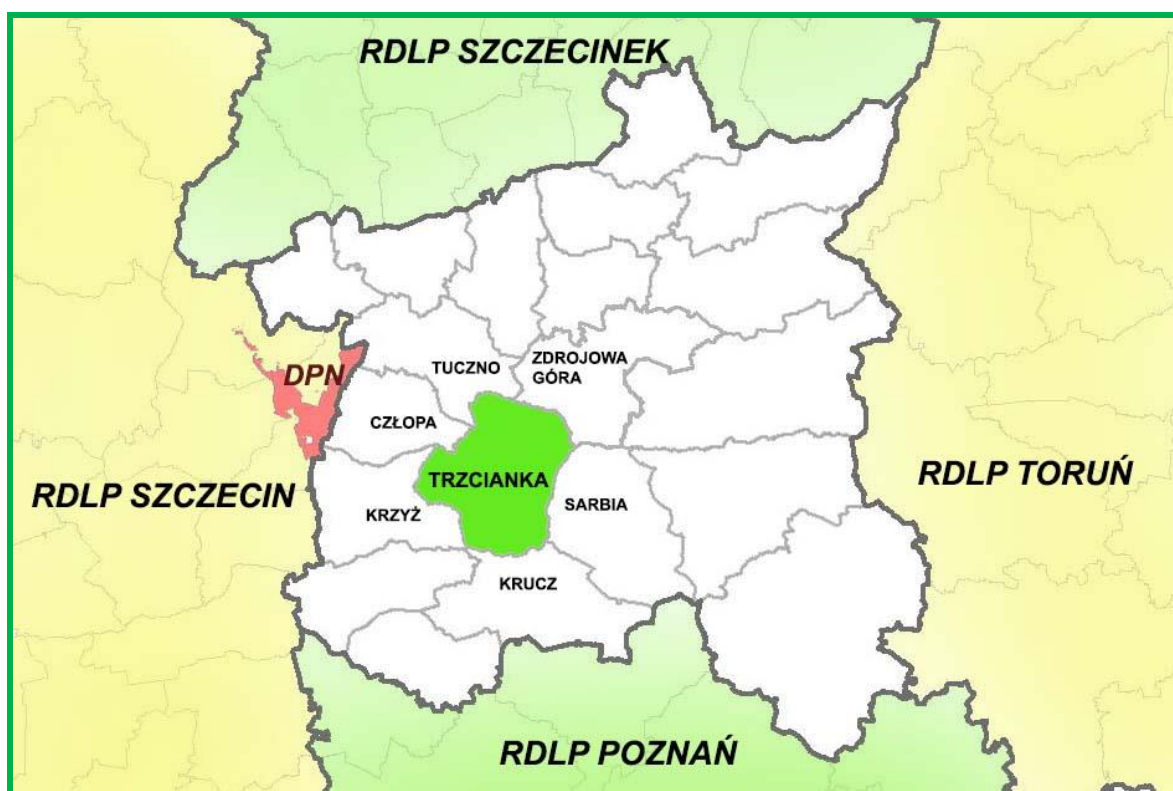 RDLP SZCZECINEK
DPN
TUCZNO
ZDROJOWA
GÓRA
CZŁOPA
TRZCIANKA
RDLP SZCZECIN
RDLP TORUŃ
KRZYŻ
SARBIA
KRUCZ
RDLP POZNAŃ